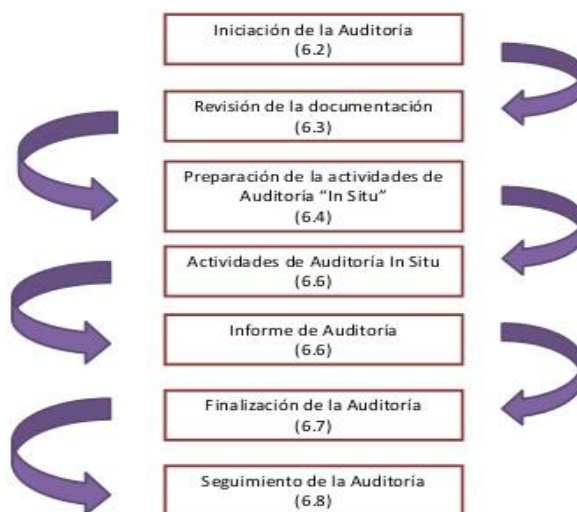 Iniciación de la Auditoría
(6.2)
Revisión de la documentación
(6.3)
Preparación de la actividades de
Auditoría “In Situ”
(6.4)
Actividades de Auditoría In Situ
(6.6)
Informe de Auditoría
(6.6)
Finalización de la Auditoría
(6.7)
Seguimiento de la Auditoría
(6.8)